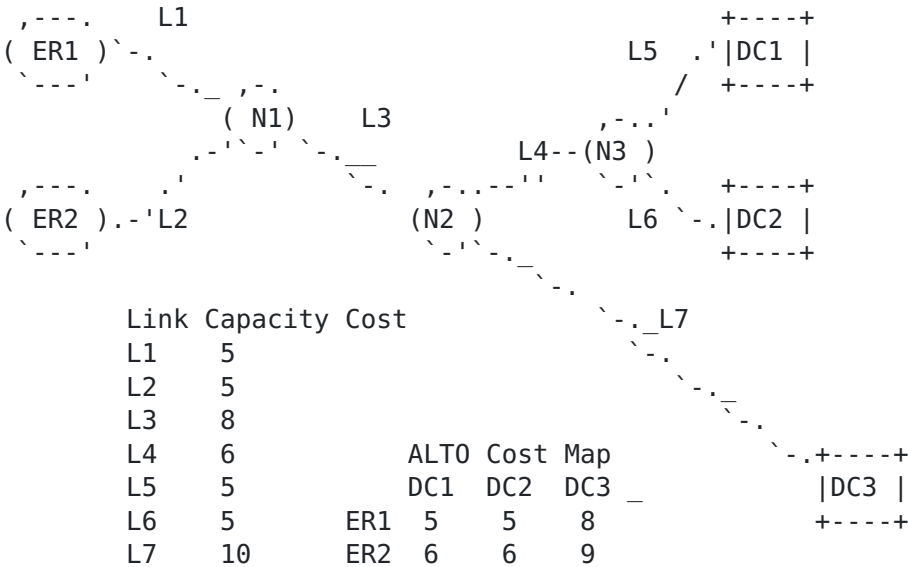 L1
ER1 L5 DC1
N1 L3
L4 N3
ER2 L2 N2 L6 DC2
Link Capacity Cost L7
L1 5
L2 5
L3 8
L4 6 ALTO Cost Map
L5 5 DC1 DC2 DC3 _ DC3
L6 5 ER1 5 5 8
L7 10 ER2 6 6 9